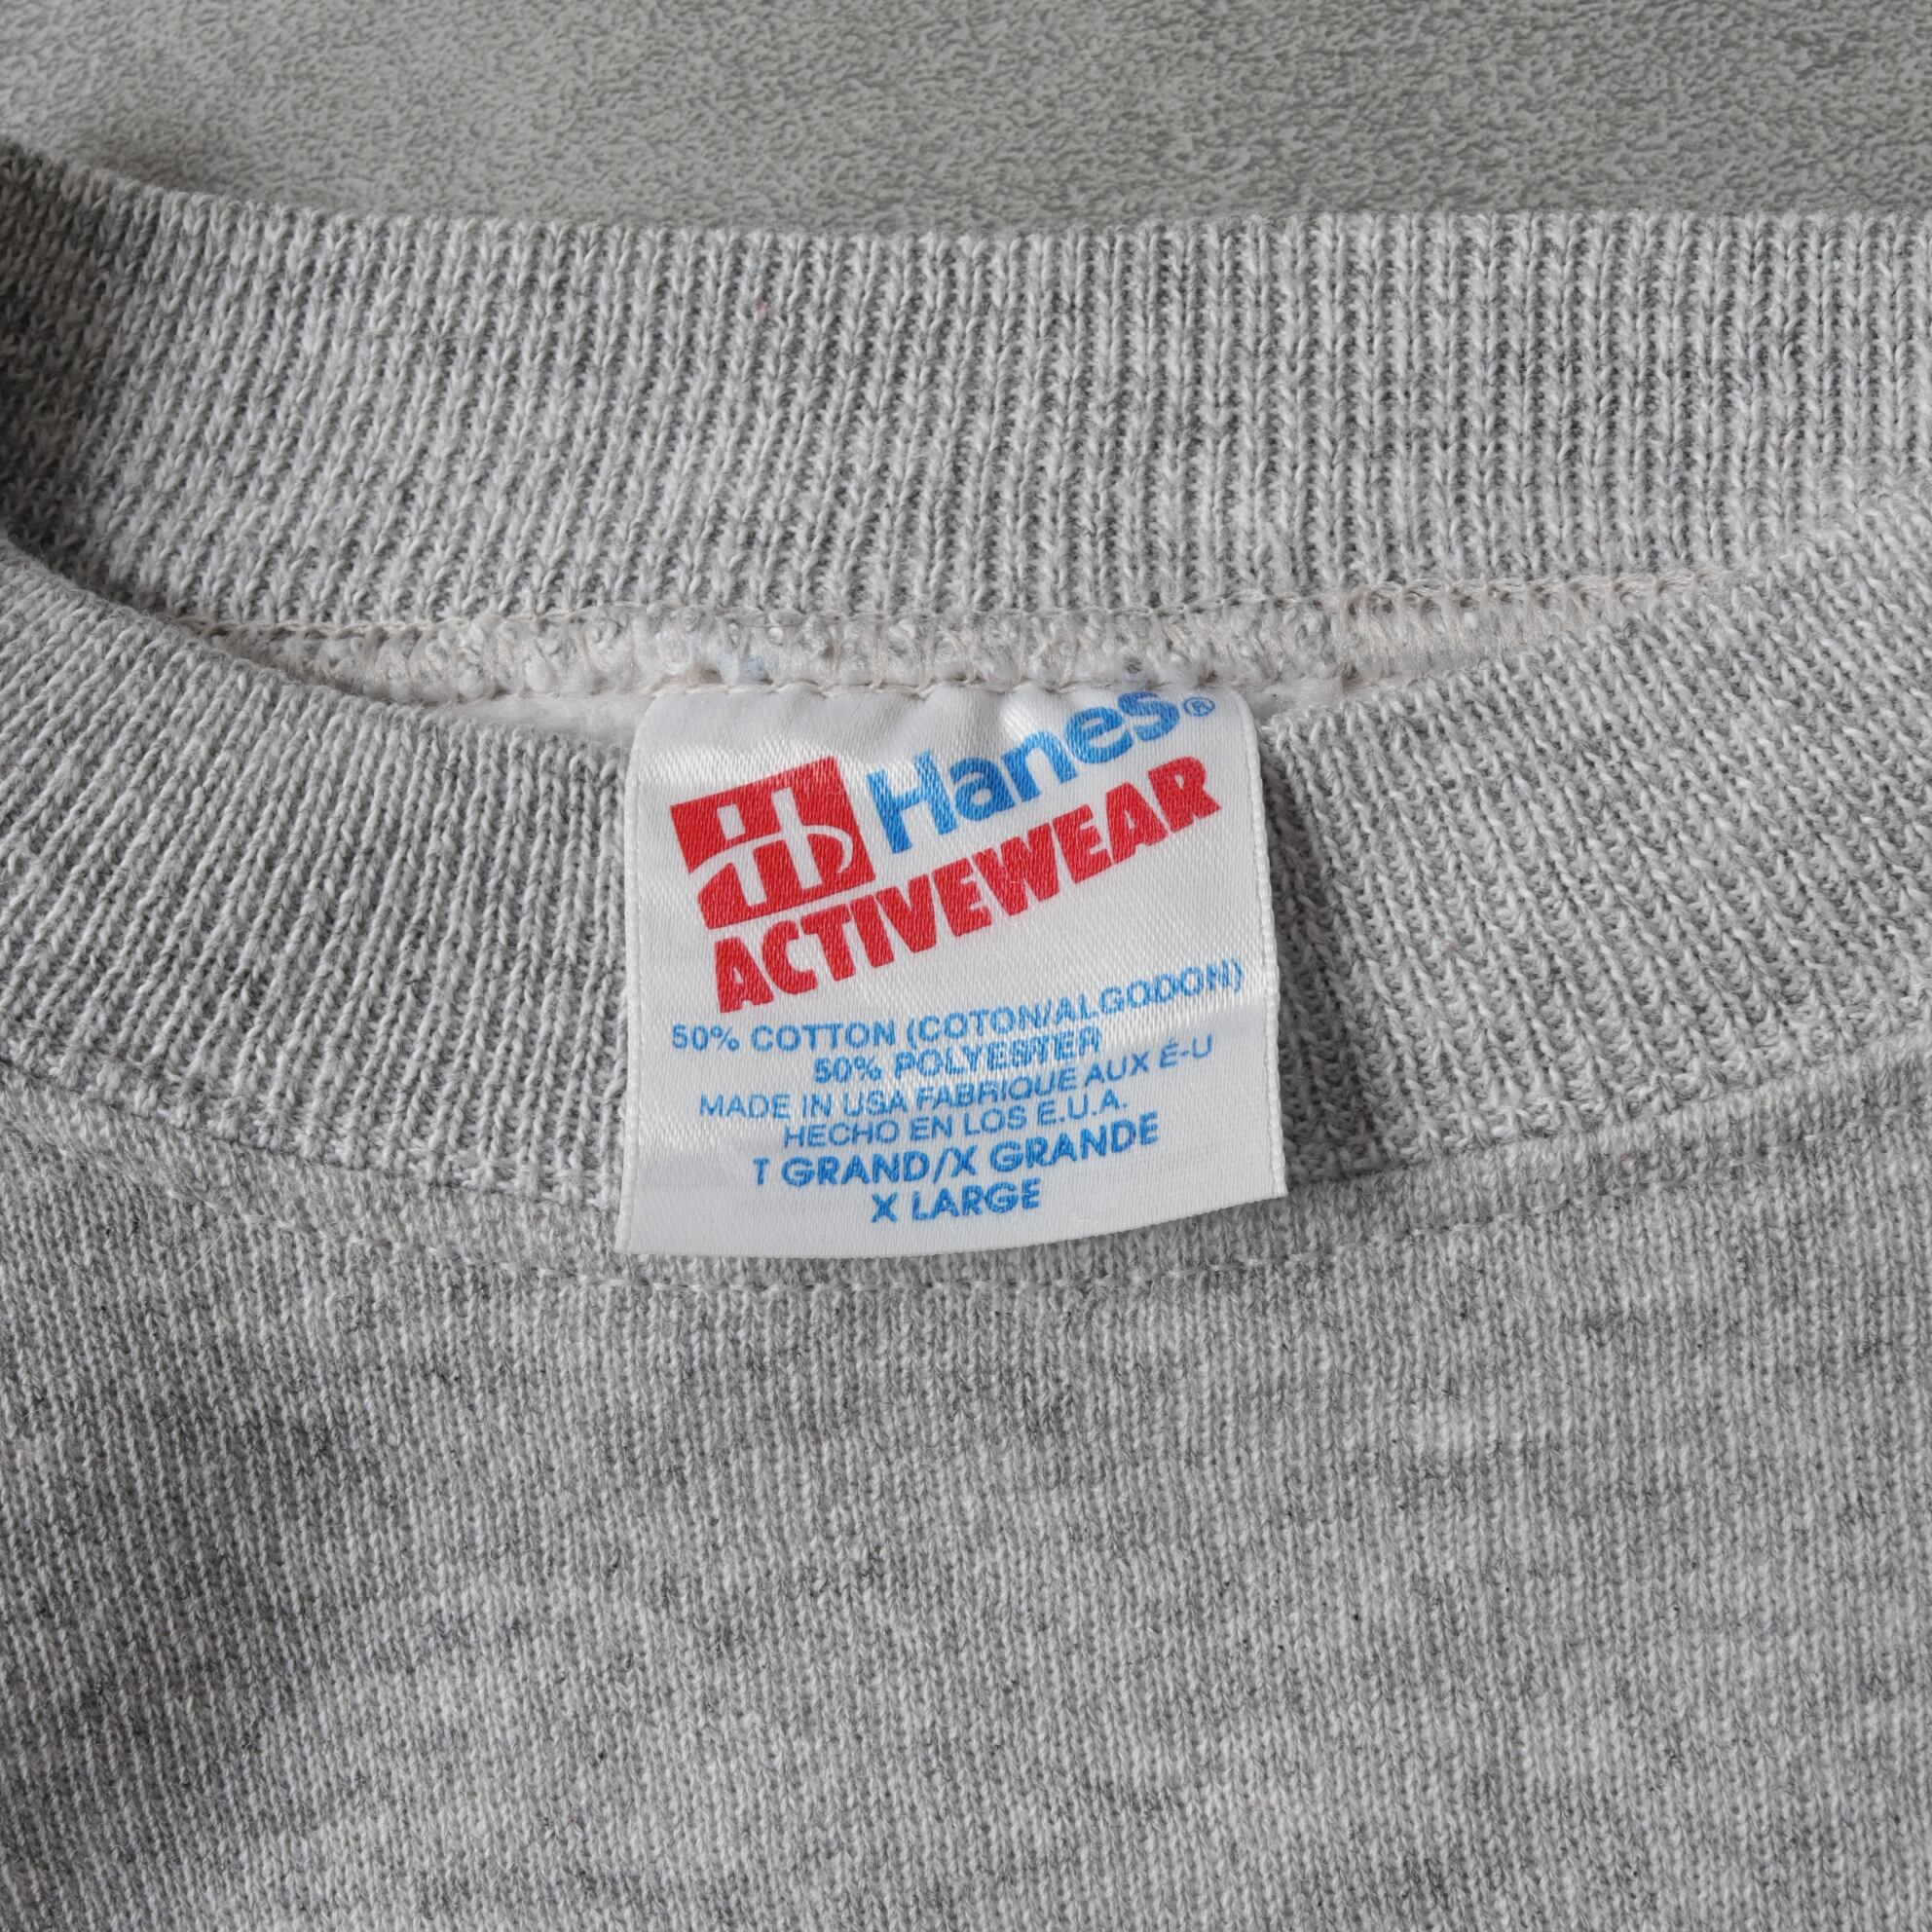 Hanes®
ACTIVEWEAR
50% COTTON (COTON/ALGODON)
50% POLYESTER
MADE IN USA FABRIQUE AUX É-U
HECHO EN LOS E.U.A.
T GRAND/X GRANDE
X LARGE